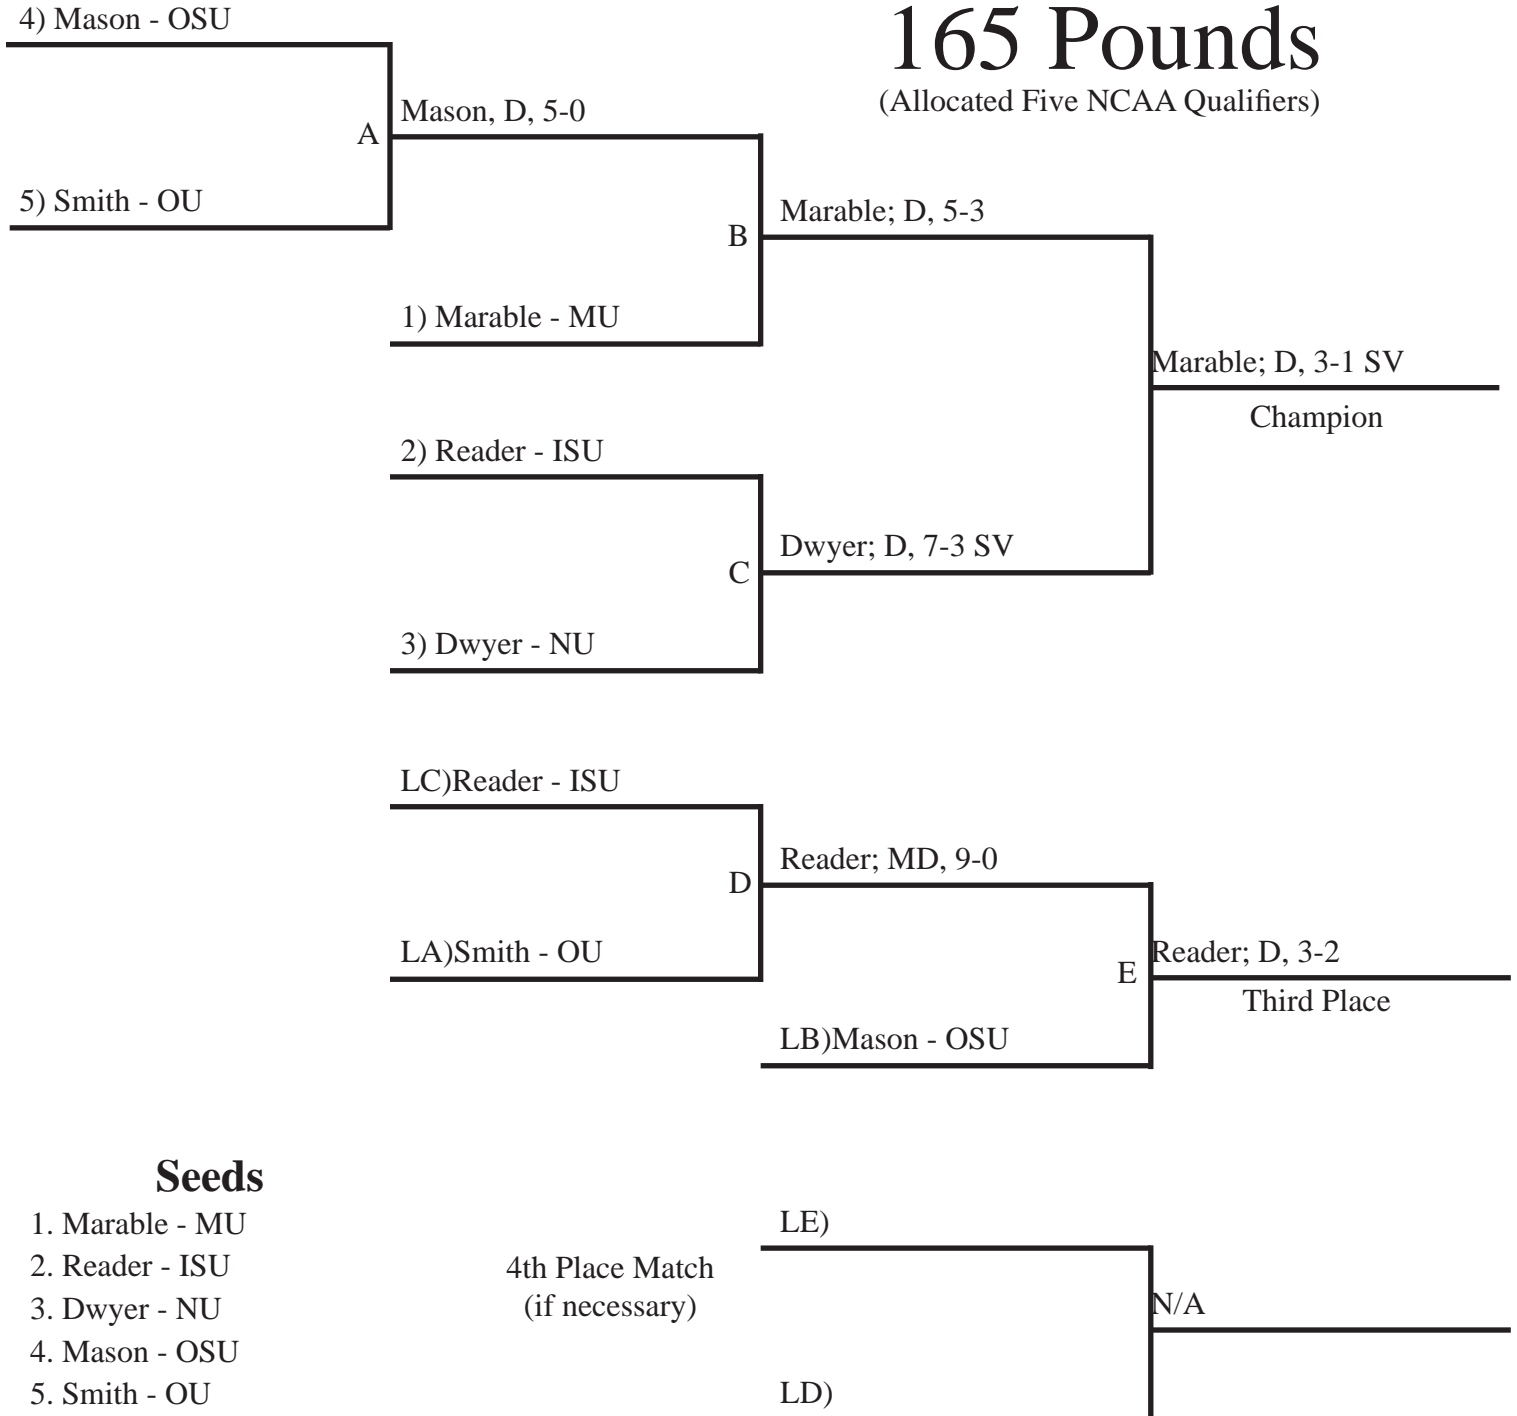 4) Mason - OSU
165 Pounds
(Allocated Five NCAA Qualifiers)
Mason, D, 5-0
A
5) Smith - OU
Marable; D, 5-3
B
1) Marable - MU
Marable; D, 3-1 SV
Champion
2) Reader - ISU
Dwyer; D, 7-3 SV
C
3) Dwyer - NU
LC)Reader - ISU
Reader; MD, 9-0
D
LA)Smith - OU
Reader; D, 3-2
E
Third Place
LB)Mason - OSU
Seeds
1. Marable - MU
2. Reader - ISU
3. Dwyer - NU
4. Mason - OSU
5. Smith - OU
4th Place Match
(if necessary)
LE)
N/A
LD)